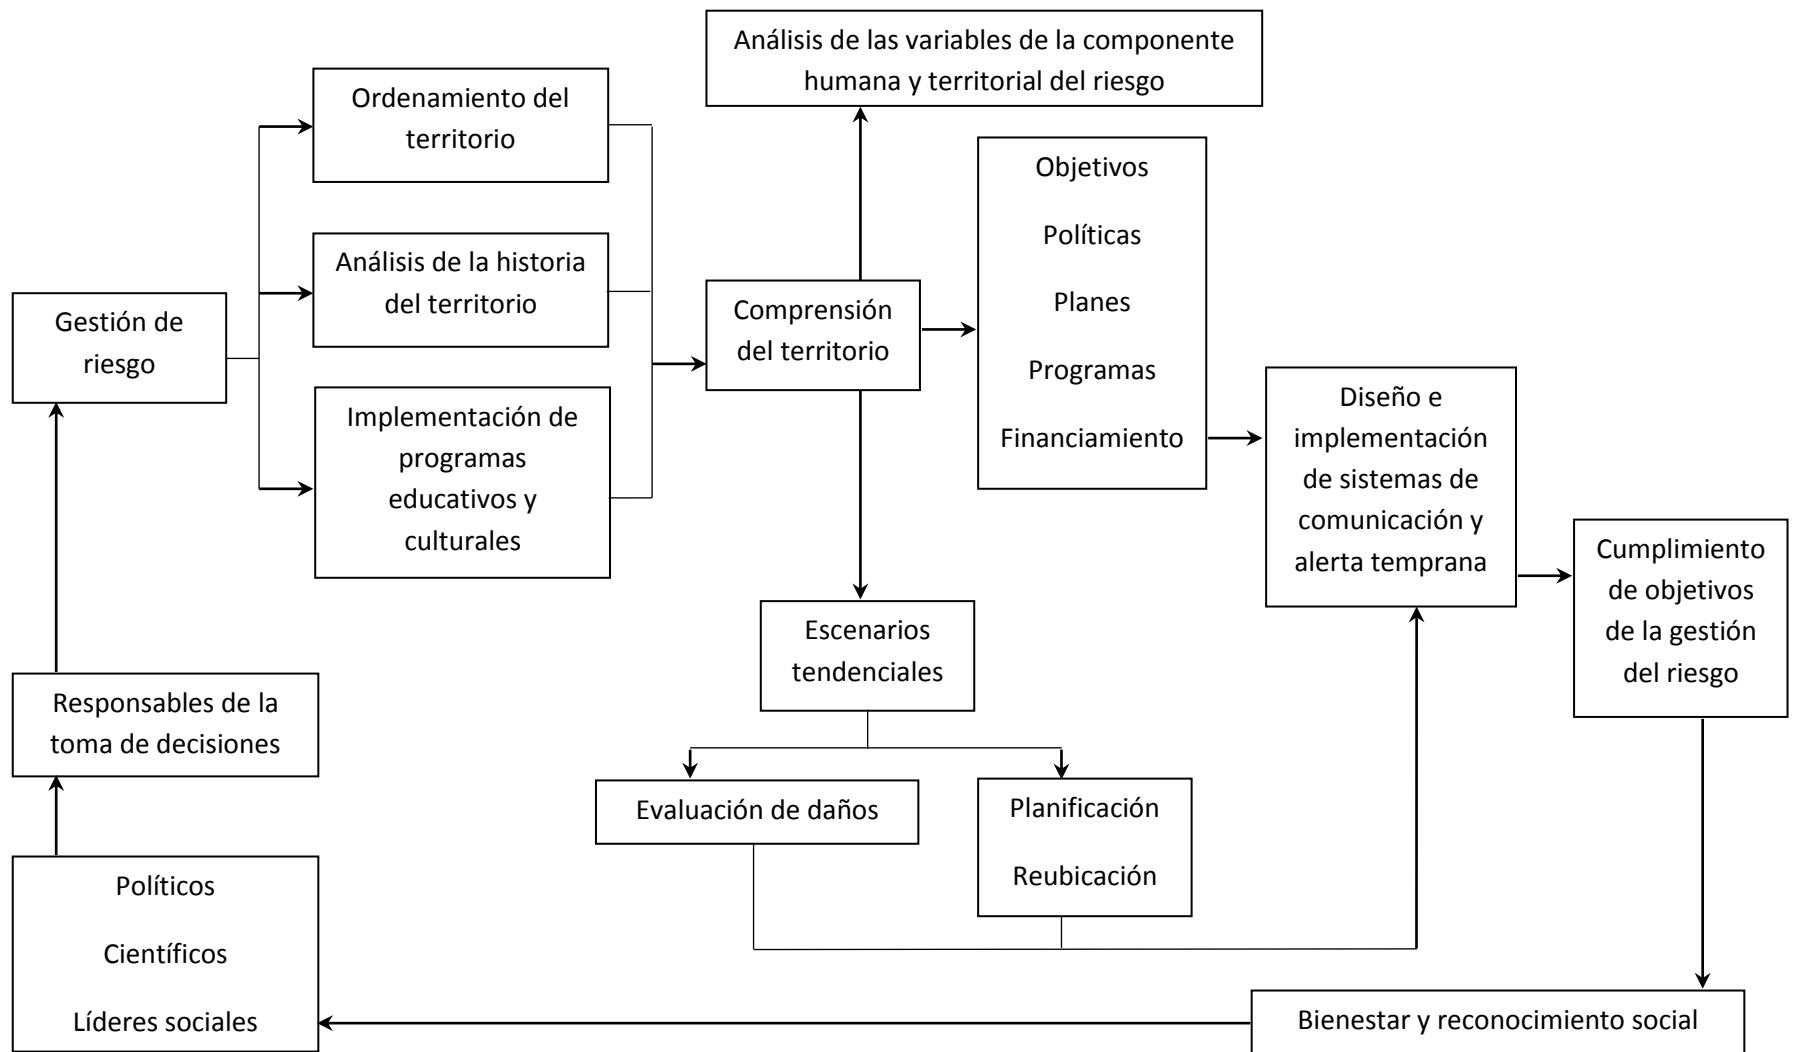 Análisis de las variables de la componente
humana y territorial del riesgo
Ordenamiento del
territorio
Objetivos
Políticas
Planes
Programas
Financiamiento
Análisis de la historia
del territorio
Gestión de
riesgo
Comprensión
del territorio
Implementación de
programas
educativos y
culturales
Diseño e
implementación
de sistemas de
comunicación y
alerta temprana
Cumplimiento
de objetivos
de la gestión
del riesgo
Escenarios
tendenciales
Responsables de la
toma de decisiones
Evaluación de daños
Planificación
Reubicación
Políticos
Científicos
Líderes sociales
Bienestar y reconocimiento social